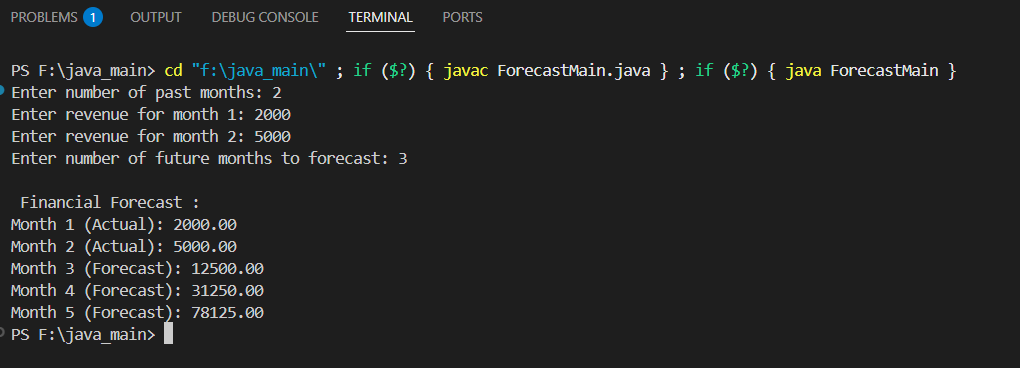 PROBLEMS 1 OUTPUT DEBUG CONSOLE TERMINAL PORTS
PS F:\java_main> cd "f:\java_main\" ; if ($?) { javac ForecastMain.java } ; if ($?) { java ForecastMain }
Enter number of past months: 2
Enter revenue for month 1: 2000
Enter revenue for month 2: 5000
Enter number of future months to forecast: 3
Financial Forecast :
Month 1 (Actual): 2000.00
Month 2 (Actual): 5000.00
Month 3 (Forecast): 12500.00
Month 4 (Forecast): 31250.00
Month 5 (Forecast): 78125.00
PS F:\java_main>